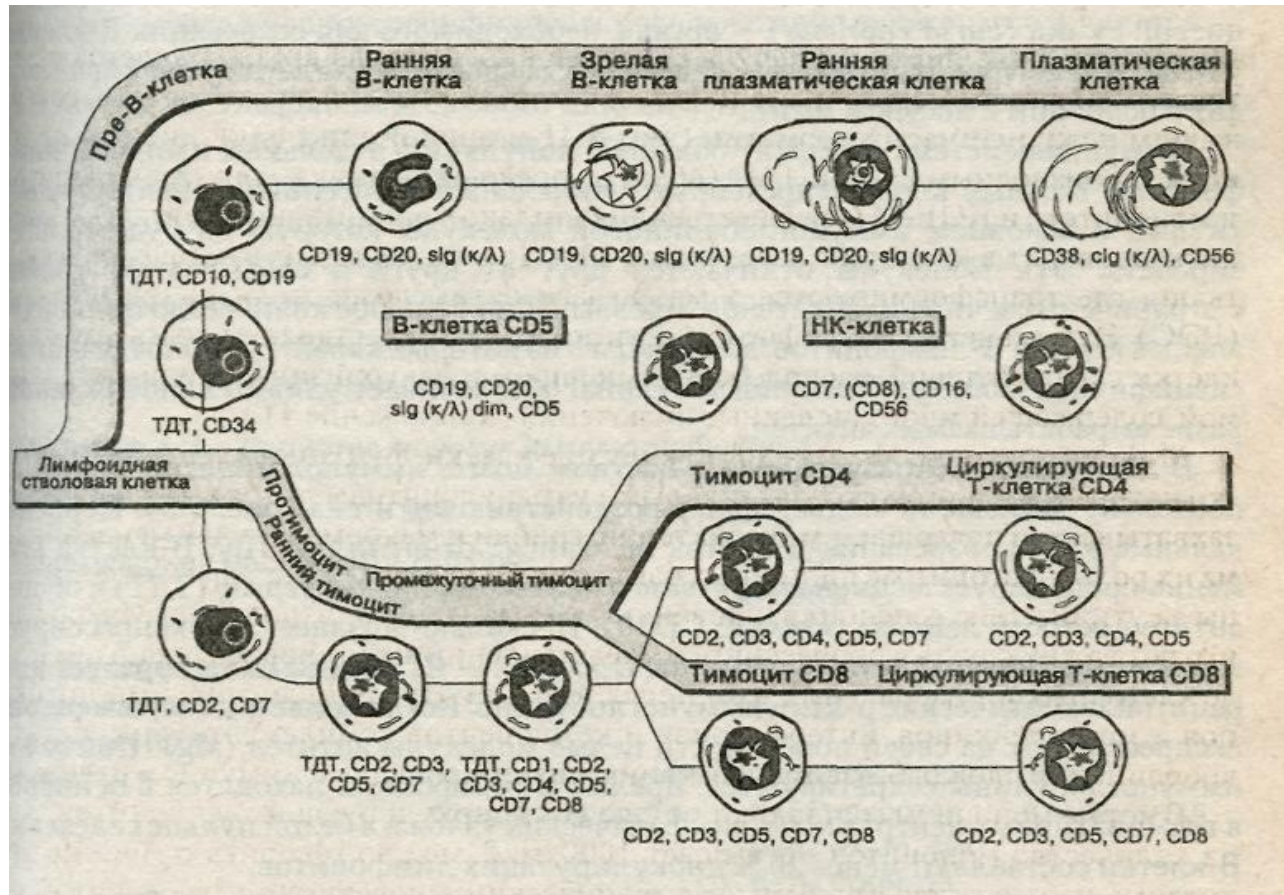 Пре-В-клетка
Ранняя
В-клетка
Зрелая
В-клетка
Ранняя
плазматическая клетка
Плазматическая
клетка
ТДТ, CD10, CD19
CD19, CD20, sIg (κ/λ)
CD19, CD20, sIg (κ/λ)
CD19, CD20, sIg (κ/λ)
CD38, cIg (κ/λ), CD56
ТДТ, CD34
В-клетка CD5
CD19, CD20,
sIg (κ/λ) dim, CD5
НК-клетка
CD7, (CD8), CD16,
CD56
Лимфоидная
стволовая клетка
Протимоцит
Ранний тимоцит
Промежуточный тимоцит
Тимоцит CD4
Циркулирующая
Т-клетка CD4
CD2, CD3, CD4, CD5, CD7
CD2, CD3, CD4, CD5
Тимоцит CD8
Циркулирующая Т-клетка CD8
ТДТ, CD2, CD7
ТДТ, CD2, CD3,
CD5, CD7
ТДТ, CD1, CD2,
CD3, CD4, CD5,
CD7, CD8
CD2, CD3, CD5, CD7, CD8
CD2, CD3, CD5, CD7, CD8